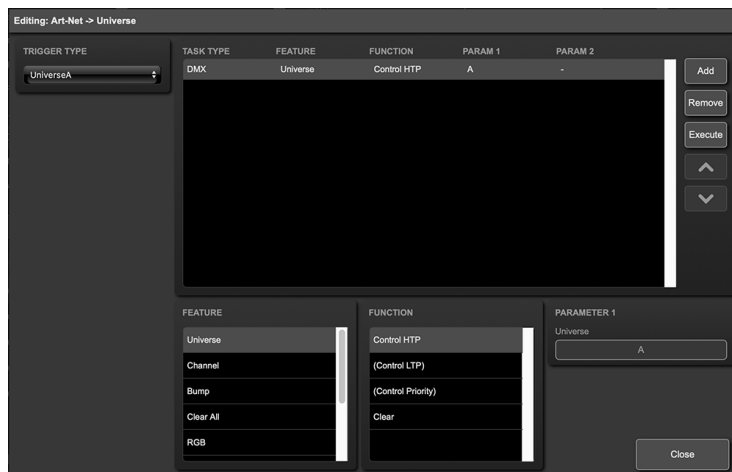 Editing: Art-Net -> Universe
TRIGGER TYPE
UniverseA
TASK TYPE FEATURE FUNCTION PARAM 1 PARAM 2
DMX Universe Control HTP A -
Add
Remove
Execute
FEATURE
Universe
Channel
Bump
Clear All
RGB
FUNCTION
Control HTP
(Control LTP)
(Control Priority)
Clear
PARAMETER 1
Universe
A
Close